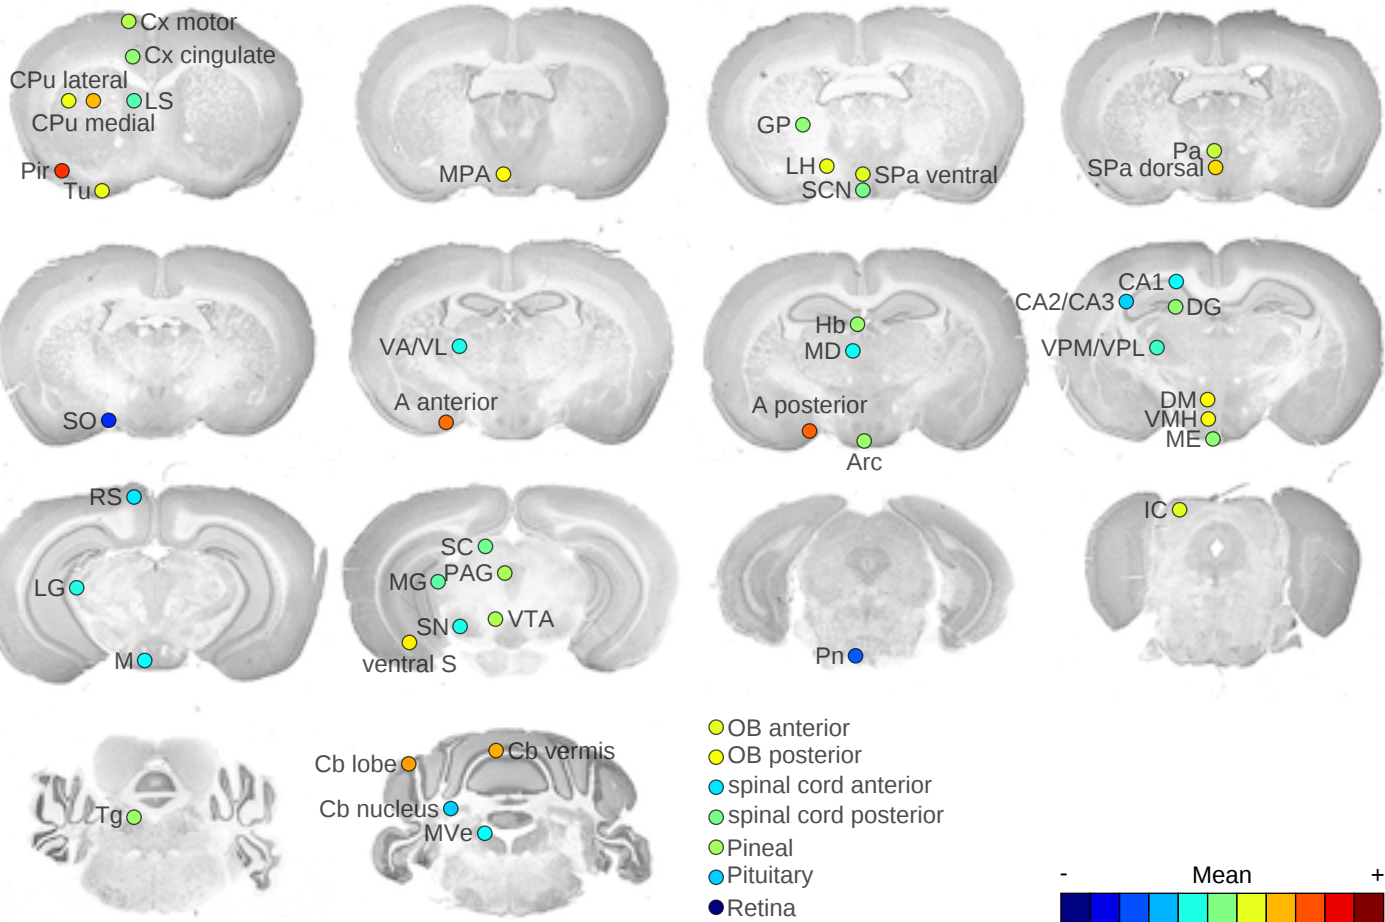 Cx motor
Cx cingulate
CPu lateral
LS
CPu medial
Pir
Tu
MPA
GP
LH
SPa ventral
SCN
Pa
SPa dorsal
SO
VA/VL
A anterior
Hb
MD
A posterior
Arc
CA1
CA2/CA3
DG
VPM/VPL
DM
VMH
ME
RS
LG
M
SC
MG
PAG
SN
VTA
ventral S
Pn
IC
Tg
Cb lobe
Cb vermis
Cb nucleus
MVe
OB anterior
OB posterior
spinal cord anterior
spinal cord posterior
Pineal
Pituitary
Retina
- Mean +